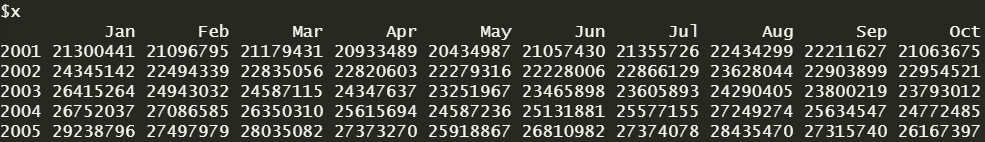 $x
Jan Feb Mar Apr May Jun Jul Aug Sep Oct
2001 21300441 21096795 21179431 20933489 20434987 21057430 21355726 22434299 22211627 21063675
2002 24345142 22494339 22835056 22820603 22279316 22228006 22866129 23628044 22903899 22954521
2003 26415264 24943032 24587115 24347637 23251967 23465898 23605893 24290405 23800219 23793012
2004 26752037 27086585 26350310 25615694 24587236 25131881 25577155 27249274 25634547 24772485
2005 29238796 27497979 28035082 27373270 25918867 26810982 27374078 28435470 27315740 26167397